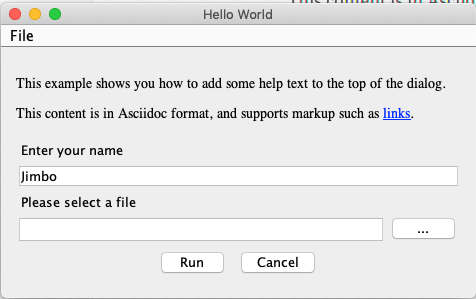 Hello World
File
This example shows you how to add some help text to the top of the dialog.
This content is in Asciidoc format, and supports markup such as links.
Enter your name
Jimbo
Please select a file
...
Run Cancel